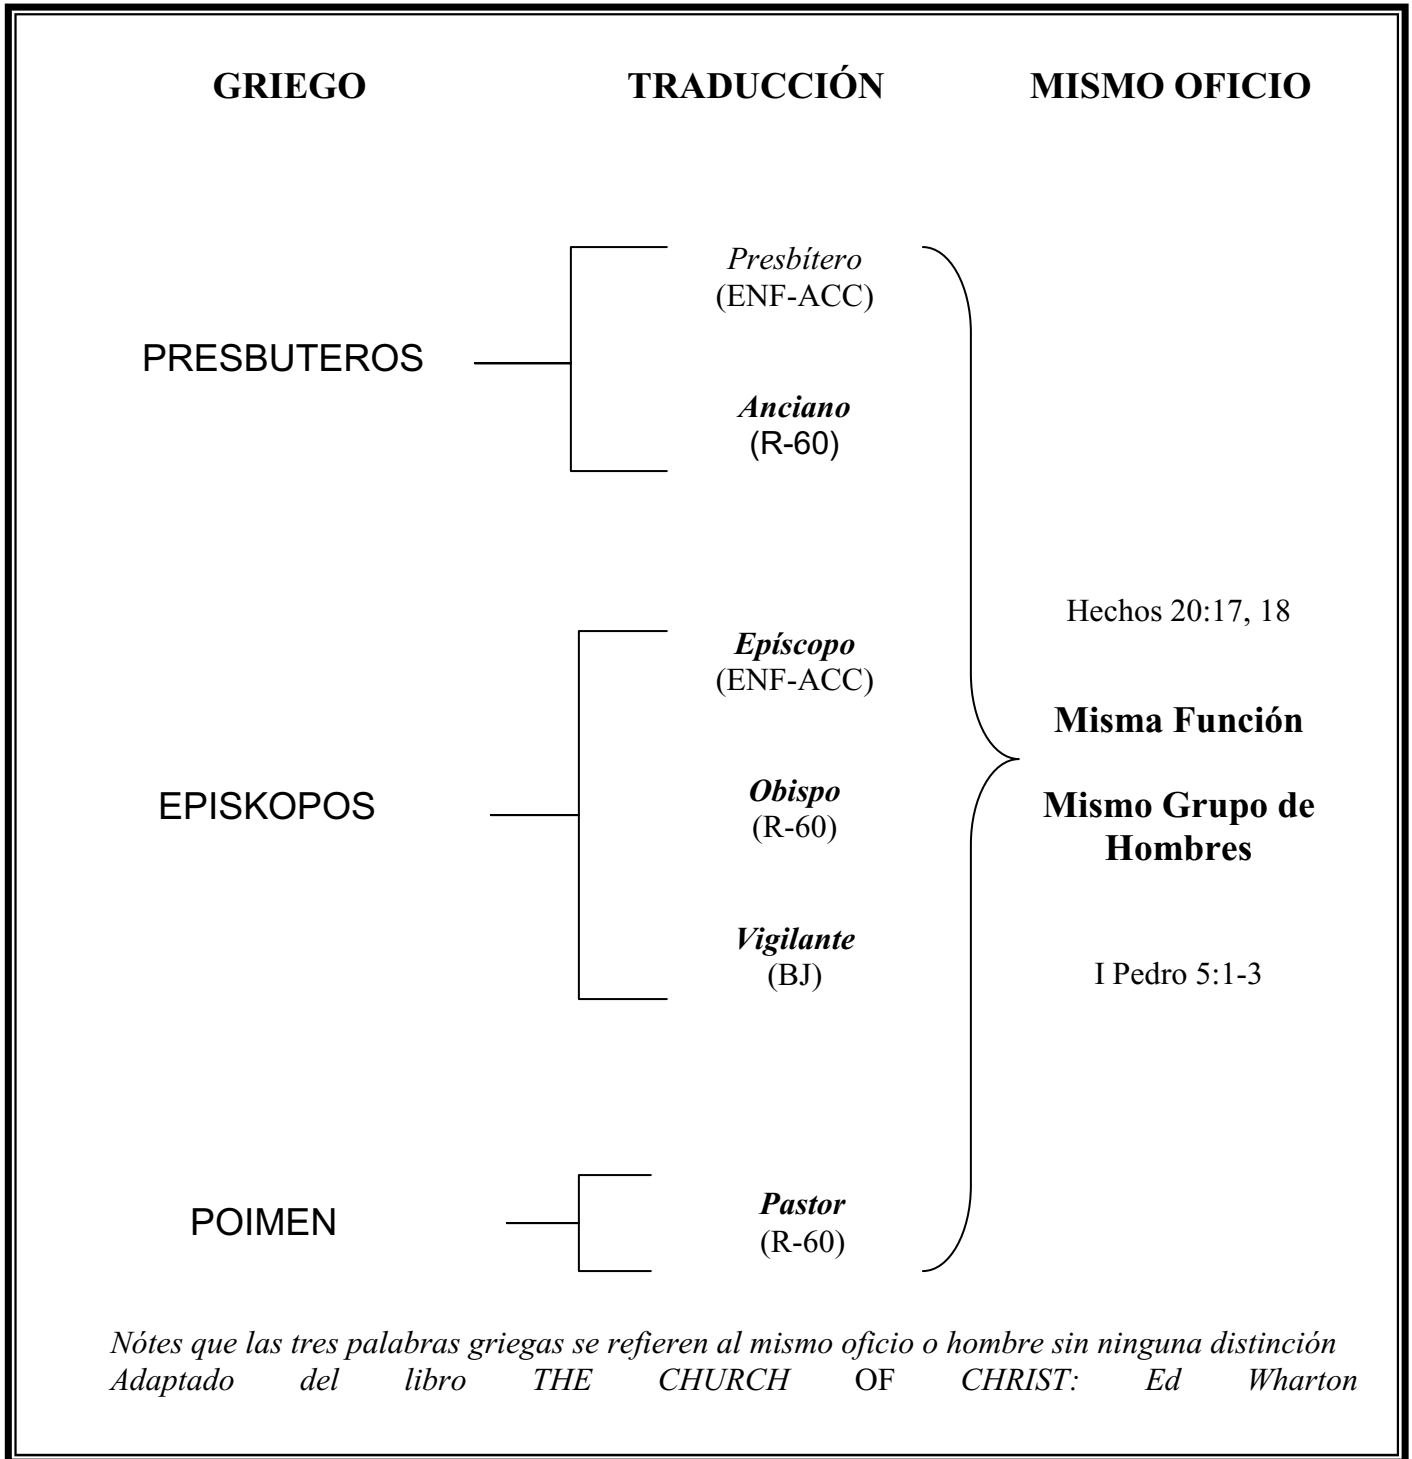 GRIEGO TRADUCCIÓN MISMO OFICIO
Presbítero
(ENF-ACC)
PRESBUTEROS
Anciano
(R-60)
Hechos 20:17, 18
Epíscopo
(ENF-ACC)
Misma Función
EPISKOPOS
Obispo
(R-60)
Mismo Grupo de
Hombres
Vigilante
(BJ)
I Pedro 5:1-3
POIMEN
Pastor
(R-60)
Nótes que las tres palabras griegas se refieren al mismo oficio o hombre sin ninguna distinción
Adaptado del libro THE CHURCH OF CHRIST: Ed Wharton